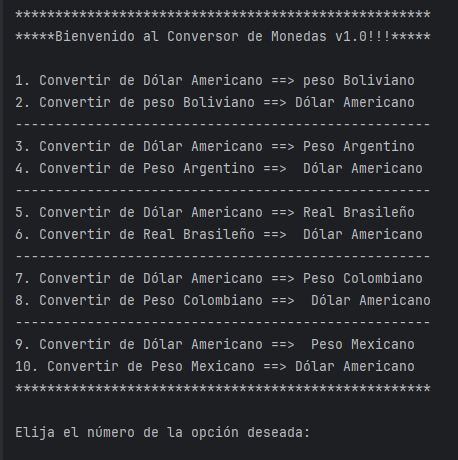 ****************************************************
*****Bienvenido al Conversor de Monedas v1.0!!!*****
1. Convertir de Dólar Americano ==> peso Boliviano
2. Convertir de peso Boliviano ==> Dólar Americano
----------------------------------------------------
3. Convertir de Dólar Americano ==> Peso Argentino
4. Convertir de Peso Argentino ==>  Dólar Americano
----------------------------------------------------
5. Convertir de Dólar Americano ==> Real Brasileño
6. Convertir de Real Brasileño ==>  Dólar Americano
----------------------------------------------------
7. Convertir de Dólar Americano ==> Peso Colombiano
8. Convertir de Peso Colombiano ==>  Dólar Americano
----------------------------------------------------
9. Convertir de Dólar Americano ==>  Peso Mexicano
10. Convertir de Peso Mexicano ==> Dólar Americano
****************************************************
Elija el número de la opción deseada: